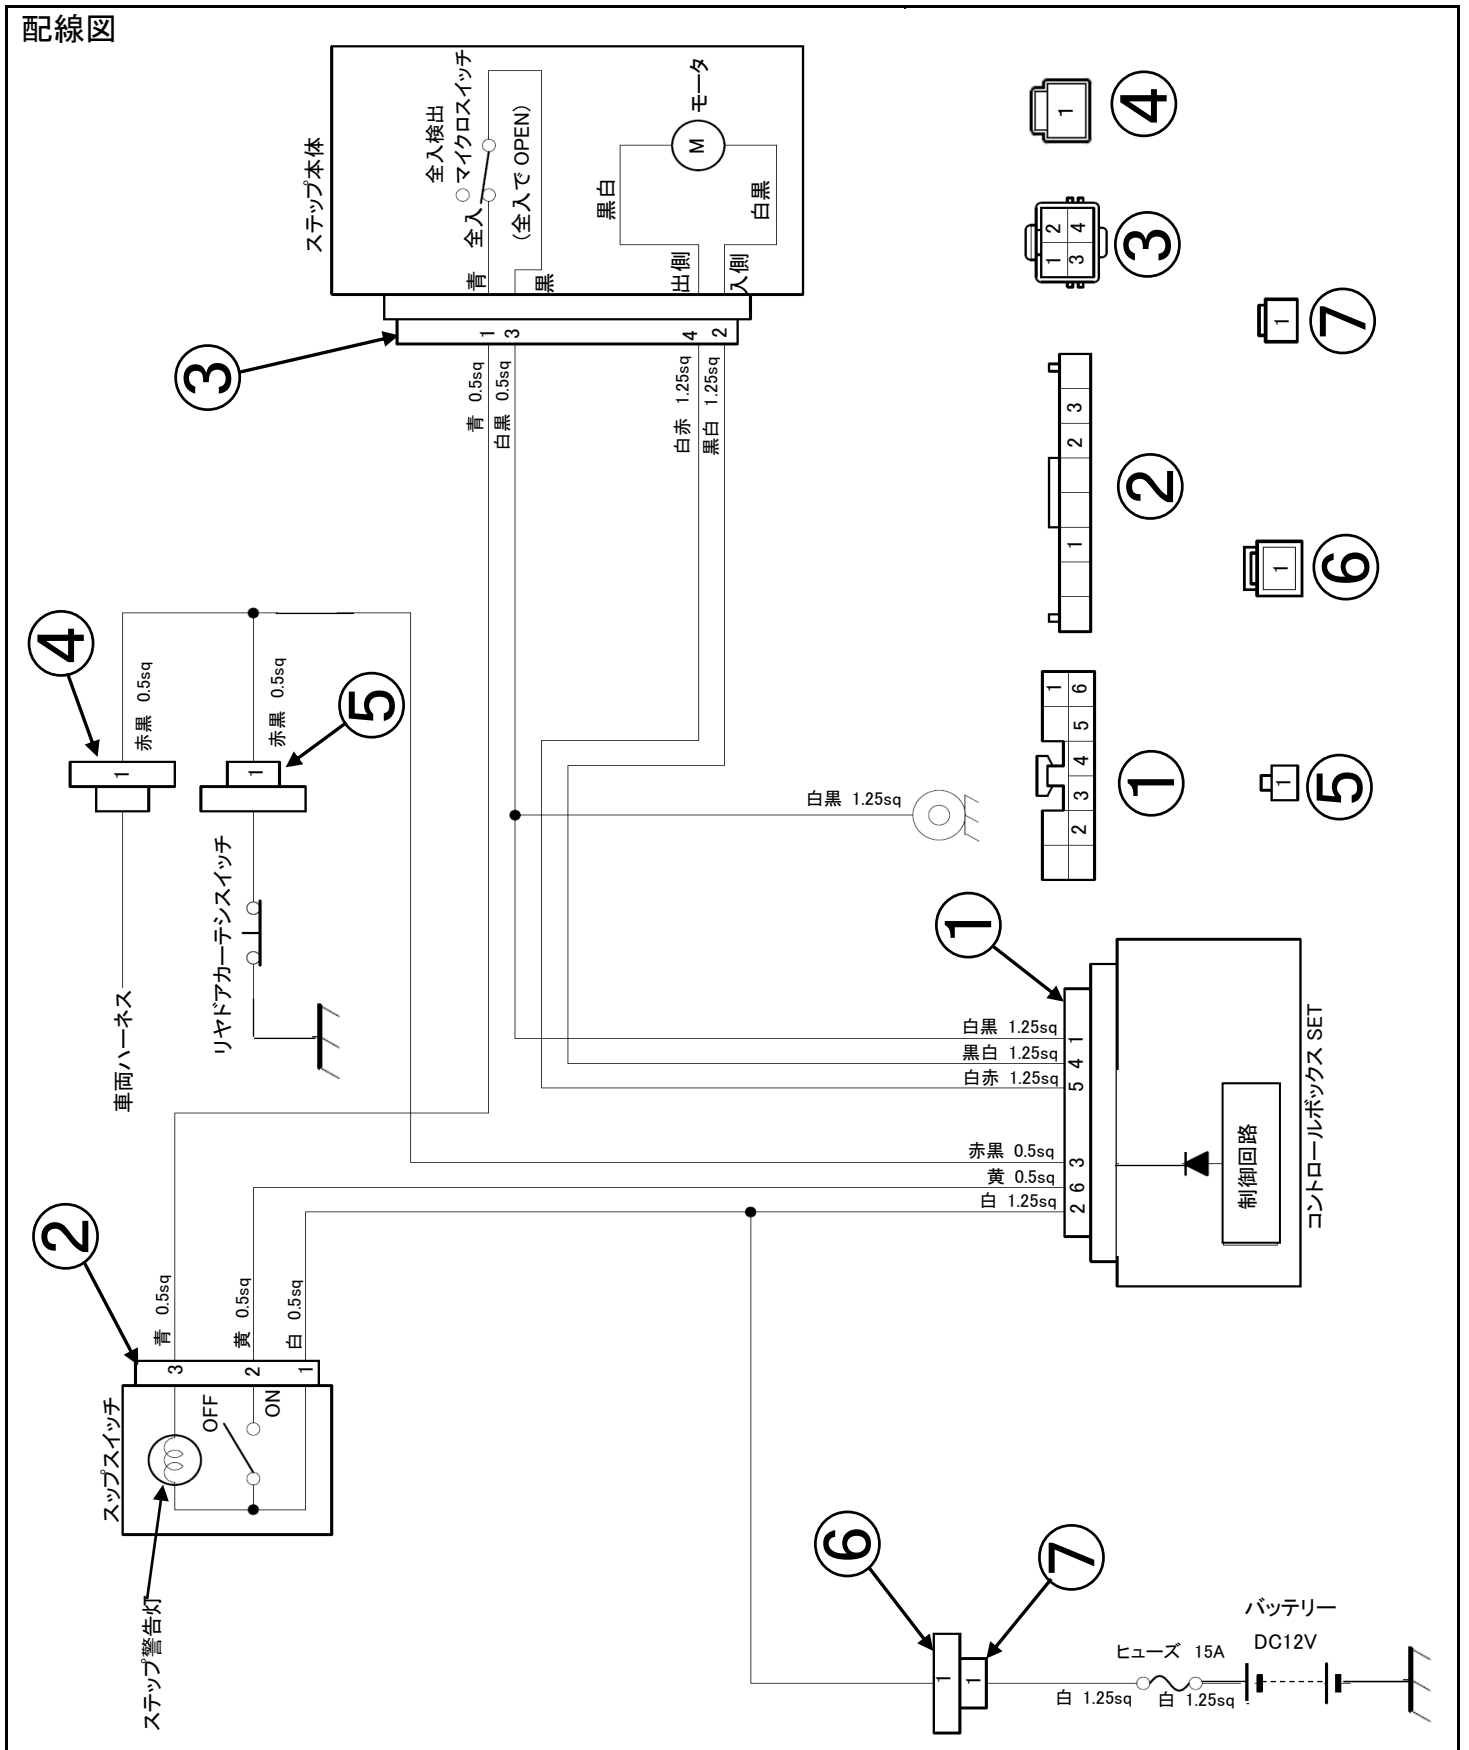 配線図
ステップ本体
全入検出
マイクロスイッチ
(全入で OPEN)
全入
青
黒
モータ
M
黒白
白黒
出側
入側
1
3
4
2
③
青 0.5sq
白黒 0.5sq
白赤 1.25sq
黒白 1.25sq
④
1
③
1
2
3
4
⑦
1
②
3
2
1
⑥
1
①
1
6
5
4
3
2
⑤
1
④
赤黒 0.5sq
1
車両ハーネス
⑤
赤黒 0.5sq
1
リヤドアカーテシスイッチ
白黒 1.25sq
①
白黒 1.25sq
黒白 1.25sq
白赤 1.25sq
赤黒 0.5sq
黄 0.5sq
白 1.25sq
1
4
5
3
6
2
制御回路
コントロールボックス SET
②
青 0.5sq
黄 0.5sq
白 0.5sq
3
2
1
スップスイッチ
OFF
ON
ステップ警告灯
⑥
⑦
1
1
白 1.25sq
ヒューズ 15A
白 1.25sq
バッテリー
DC12V